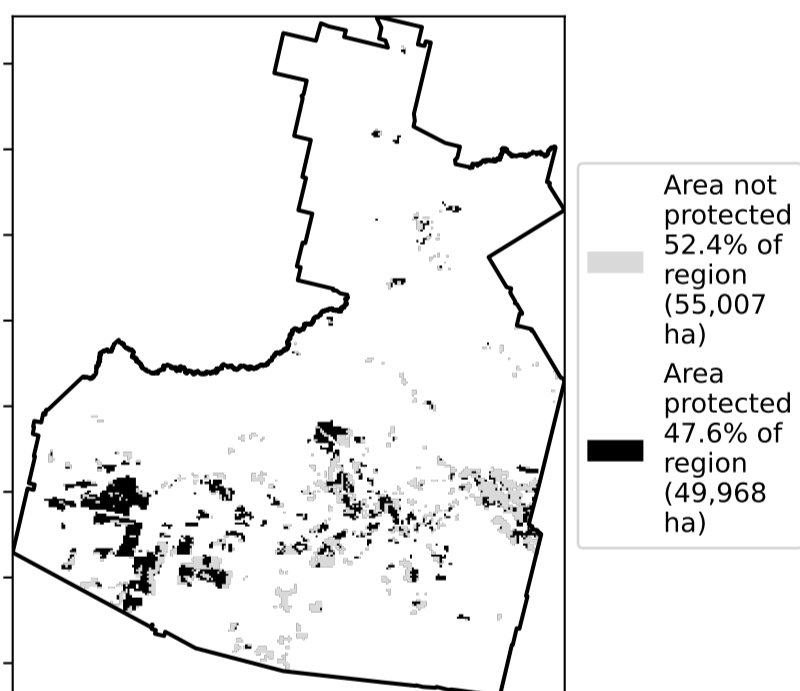 Area not
protected
52.4% of
region
(55,007
ha)
Area
protected
47.6% of
region
(49,968
ha)